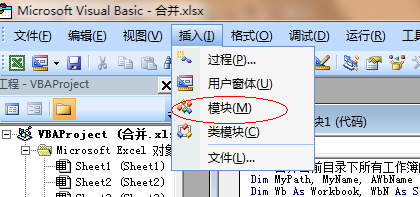 Microsoft Visual Basic - 合并.xlsx
文件(F) 编辑(E) 视图(V) 插入(I) 格式(O) 调试(D) 运行(R)
过程(P)...
工程 - VBAProject
用户窗体(U)
模块(M)
类模块(C)
块1 (代码)
VBAProject (合并.xl
Microsoft Excel 对象
文件(L)...
Sheet1 (Sheet1)
前目录下所有工作簿
Sheet2 (Sheet2)
Dim MyPath, MyName, AWbName
Sheet3 (Sheet3)
Dim Wb As Workbook, WbN As S